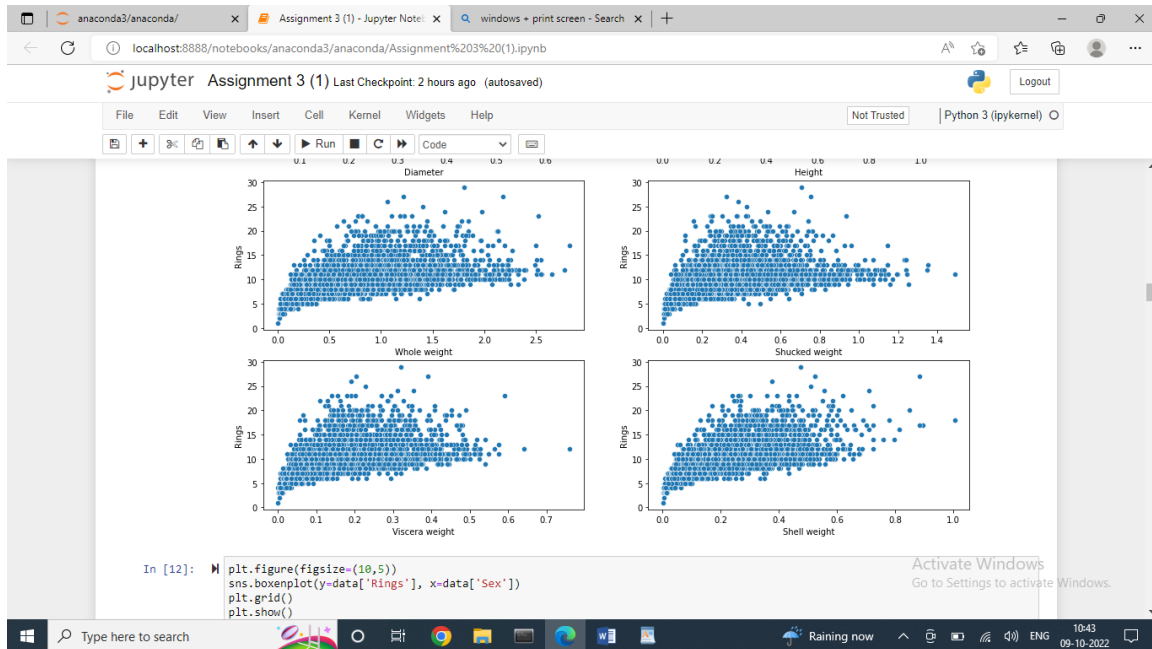 anaconda3/anaconda/
Assignment 3 (1) - Jupyter Noteb
windows + print screen - Search
localhost:8888/notebooks/anaconda3/anaconda/Assignment%203%20(1).ipynb
jupyter Assignment 3 (1) Last Checkpoint: 2 hours ago (autosaved)
Logout
File Edit View Insert Cell Kernel Widgets Help
Not Trusted
Python 3 (ipykernel)
Run
Code
0.1 0.2 0.3 0.4 0.5 0.6
Diameter
0.0 0.2 0.4 0.6 0.8 1.0
Height
30
25
20
15
10
5
0
Rings
0.0 0.5 1.0 1.5 2.0 2.5
Whole weight
30
25
20
15
10
5
0
Rings
0.0 0.2 0.4 0.6 0.8 1.0 1.2 1.4
Shucked weight
30
25
20
15
10
5
0
Rings
0.0 0.1 0.2 0.3 0.4 0.5 0.6 0.7
Viscera weight
30
25
20
15
10
5
0
Rings
0.0 0.2 0.4 0.6 0.8 1.0
Shell weight
In [12]:
plt.figure(figsize=(10,5))
sns.boxenplot(y=data['Rings'], x=data['Sex'])
plt.grid()
plt.show()
Activate Windows
Go to Settings to activate Windows.
Type here to search
Raining now
ENG
10:43
09-10-2022